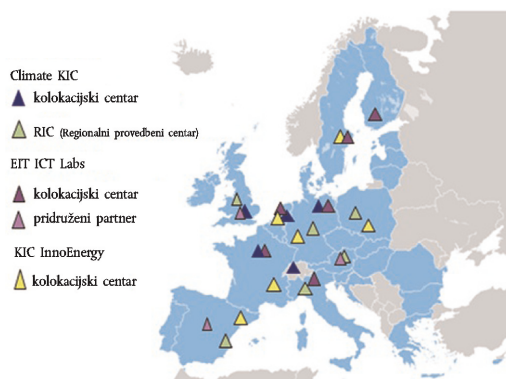 Climate KIC
kolokacijski centar
RIC (Regionalni provedbeni centar)
EIT ICT Labs
kolokacijski centar
pridruženi partner
KIC InnoEnergy
kolokacijski centar